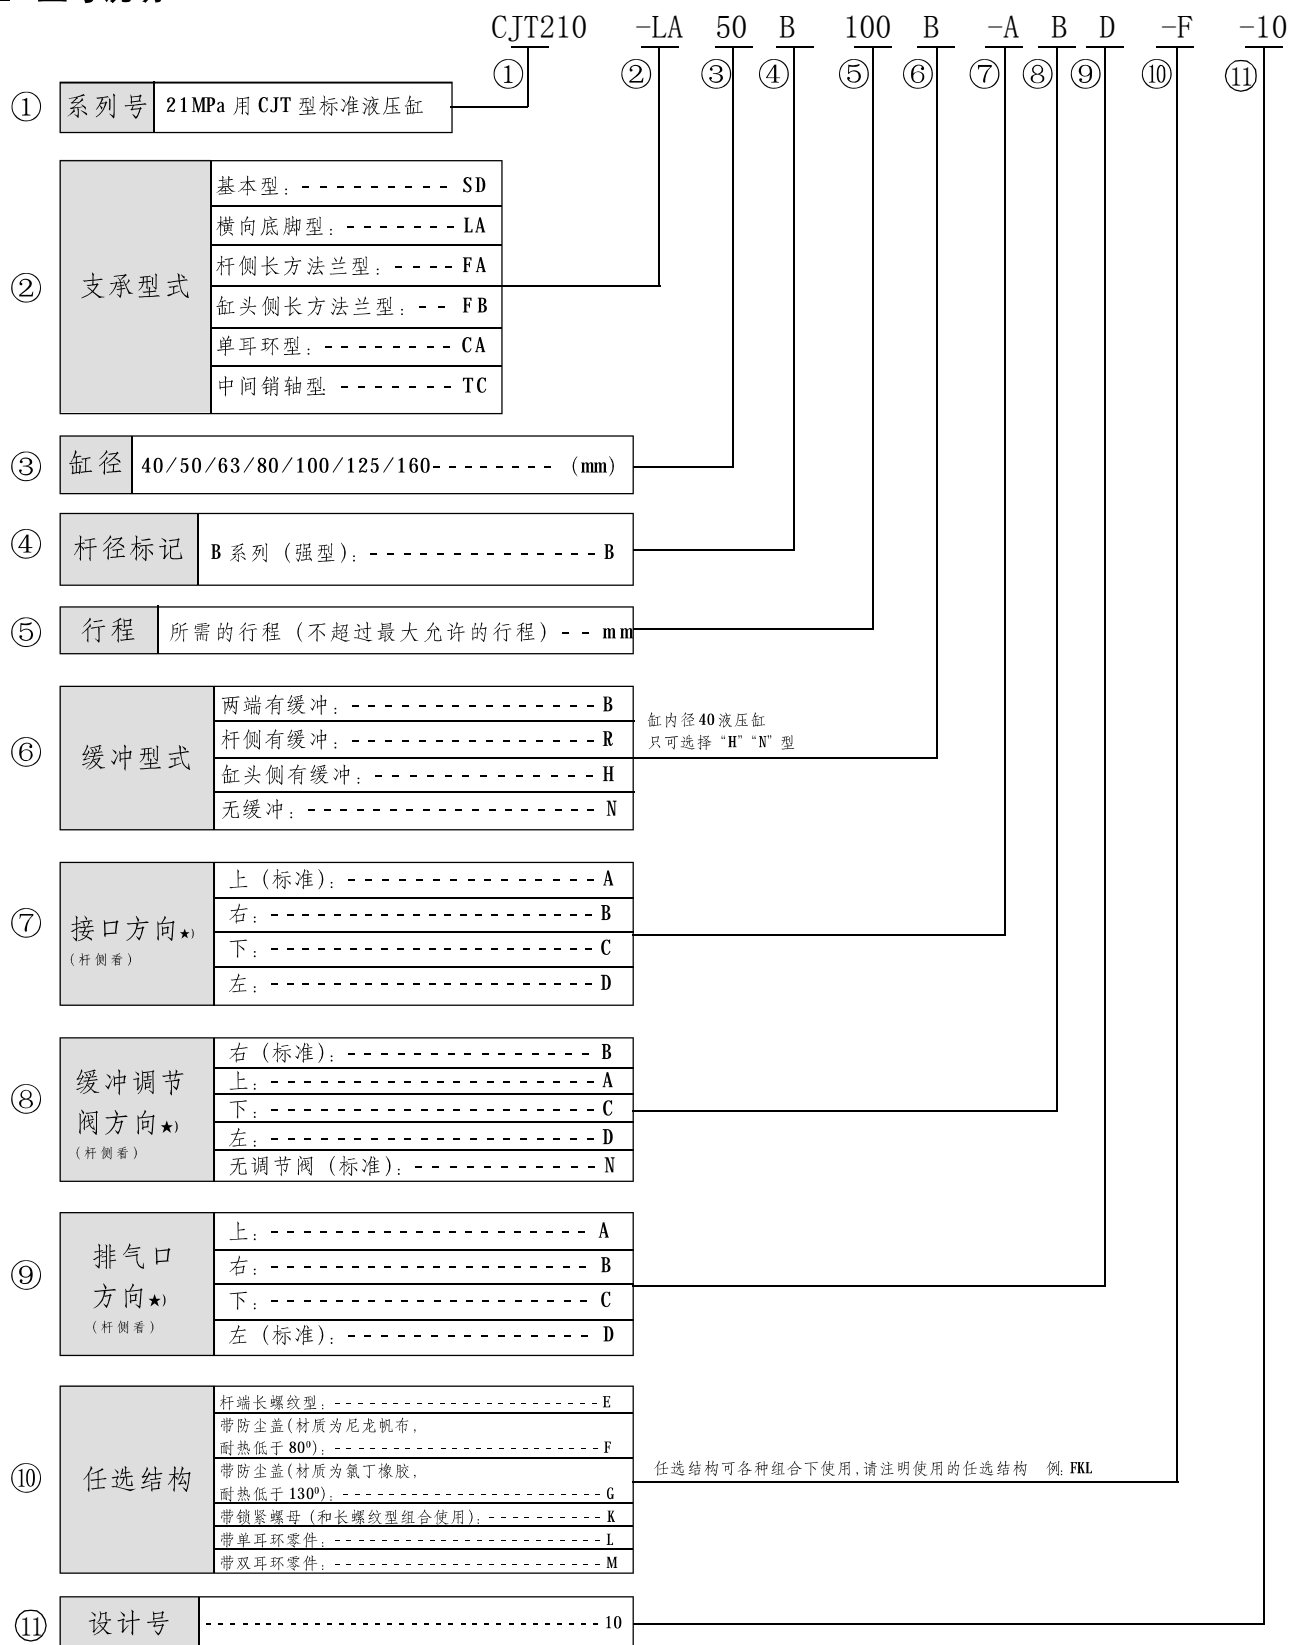 CJT210 -LA 50 B 100 B -A B D -F -10
① ② ③ ④ ⑤ ⑥ ⑦ ⑧ ⑨ ⑩ ⑪
① 系列号 21MPa 用 CJT 型标准液压缸
② 支承型式
基本型: --------- SD
横向底脚型: ------- LA
杆侧长方法兰型: ---- FA
缸头侧长方法兰型: -- FB
单耳环型: -------- CA
中间销轴型 ------- TC
③ 缸径 40/50/63/80/100/125/160-------- (mm)
④ 杆径标记 B 系列 (强型): -------------- B
⑤ 行程 所需的行程 (不超过最大允许的行程) -- mm
⑥ 缓冲型式
两端有缓冲: --------------- B
杆侧有缓冲: --------------- R
缸头侧有缓冲: ------------- H
无缓冲: ----------------- N
缸内径40液压缸
只可选择 “H” “N” 型
⑦ 接口方向★)
(杆侧看)
上 (标准): --------------- A
右: -------------------- B
下: -------------------- C
左: -------------------- D
⑧ 缓冲调节
阀方向★)
(杆侧看)
右 (标准): --------------- B
上: -------------------- A
下: -------------------- C
左: -------------------- D
无调节阀 (标准): ----------- N
⑨ 排气口
方向★)
(杆侧看)
上: -------------------- A
右: -------------------- B
下: -------------------- C
左 (标准): --------------- D
⑩ 任选结构
杆端长螺纹型: ----------------------- E
带防尘盖(材质为尼龙帆布,
耐热低于 80⁰): ----------------------- F
带防尘盖(材质为氯丁橡胶,
耐热低于 130⁰): ---------------------- G
带锁紧螺母 (和长螺纹型组合使用): ---------- K
带单耳环零件: ----------------------- L
带双耳环零件: ----------------------- M
任选结构可各种组合下使用,请注明使用的任选结构 例: FKL
⑪ 设计号 --------------------------------- 10